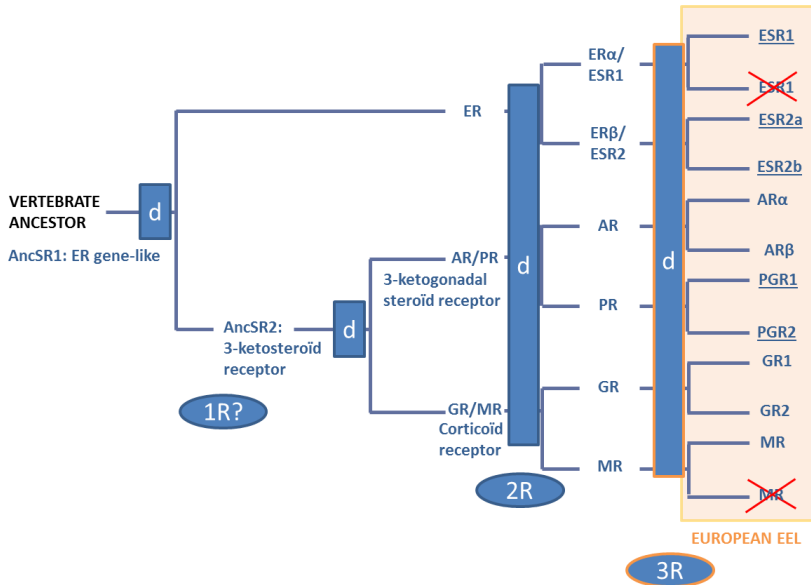 ESR1
ERα/
ESR1
ESR1
ER
ESR2a
ERβ/
ESR2
ESR2b
VERTEBRATE
ANCESTOR
d
ARα
AR
AncSR1: ER gene-like
AR/PR
d
d
ARβ
3-ketogonadal
steroïd receptor
PGR1
PR
AncSR2:
3-ketosteroïd
receptor
d
PGR2
GR1
GR
1R?
GR/MR
Corticoïd
receptor
GR2
MR
MR
2R
MR
EUROPEAN EEL
3R